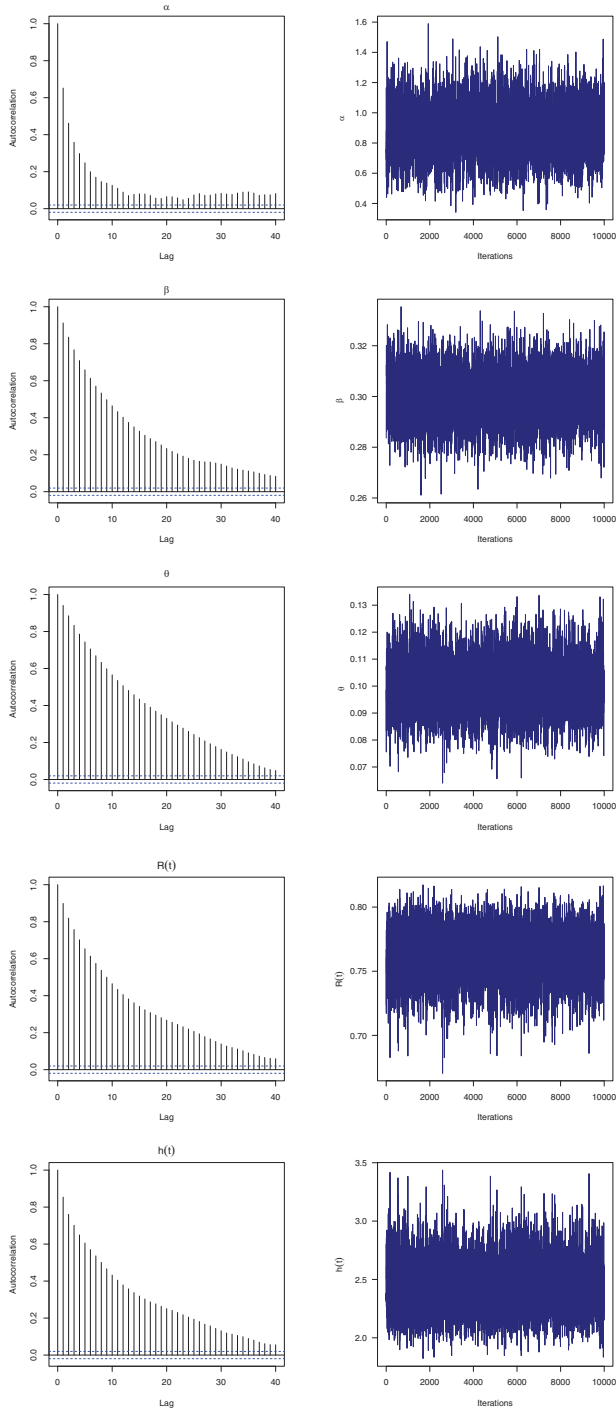 α
Autocorrelation
0.0 0.2 0.4 0.6 0.8 1.0
0 10 20 30 40
Lag
α
0.4 0.6 0.8 1.0 1.2 1.4 1.6
0 2000 4000 6000 8000 10000
Iterations
β
Autocorrelation
0.0 0.2 0.4 0.6 0.8 1.0
0 10 20 30 40
Lag
β
0.26 0.28 0.30 0.32
0 2000 4000 6000 8000 10000
Iterations
θ
Autocorrelation
0.0 0.2 0.4 0.6 0.8 1.0
0 10 20 30 40
Lag
θ
0.07 0.08 0.09 0.10 0.11 0.12 0.13
0 2000 4000 6000 8000 10000
Iterations
R(t)
Autocorrelation
0.0 0.2 0.4 0.6 0.8 1.0
0 10 20 30 40
Lag
R(t)
0.70 0.75 0.80
0 2000 4000 6000 8000 10000
Iterations
h(t)
Autocorrelation
0.0 0.2 0.4 0.6 0.8 1.0
0 10 20 30 40
Lag
h(t)
2.0 2.5 3.0 3.5
0 2000 4000 6000 8000 10000
Iterations